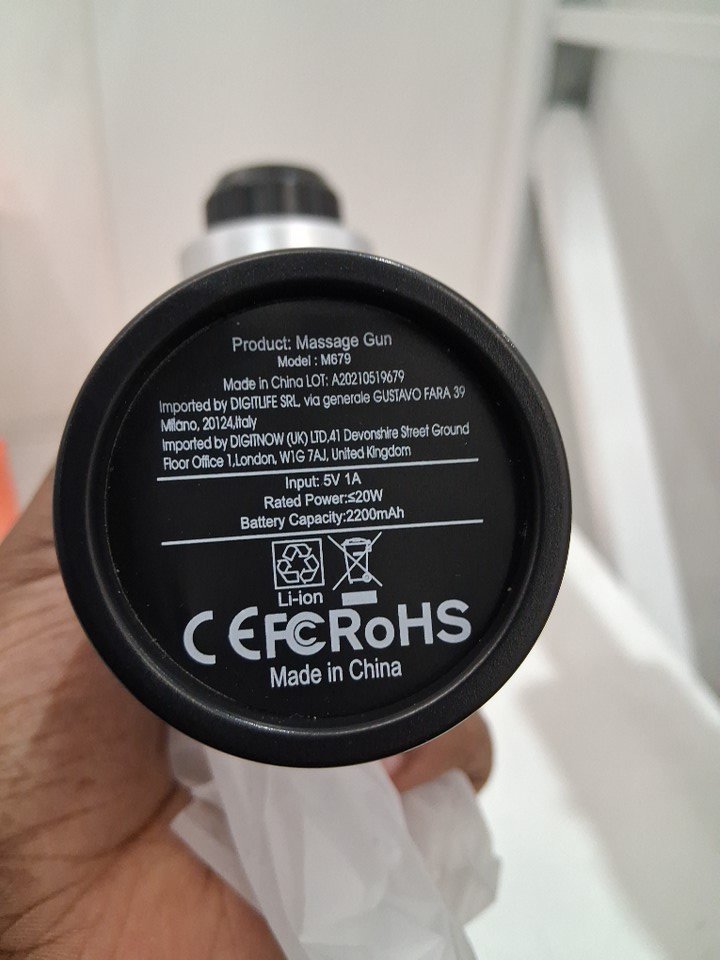 Product: Massage Gun
Model : M679
Made in China LOT: A20210519679
Imported by DIGITLIFE SRL, via generale GUSTAVO FARA 39
Milano, 20124,Italy
Imported by DIGITNOW (UK) LTD,41 Devonshire Street Ground
Floor Office 1,London, W1G 7AJ, United Kingdom
Input: 5V 1A
Rated Power:≤20W
Battery Capacity:2200mAh
Li-ion
CE FC RoHS
Made in China